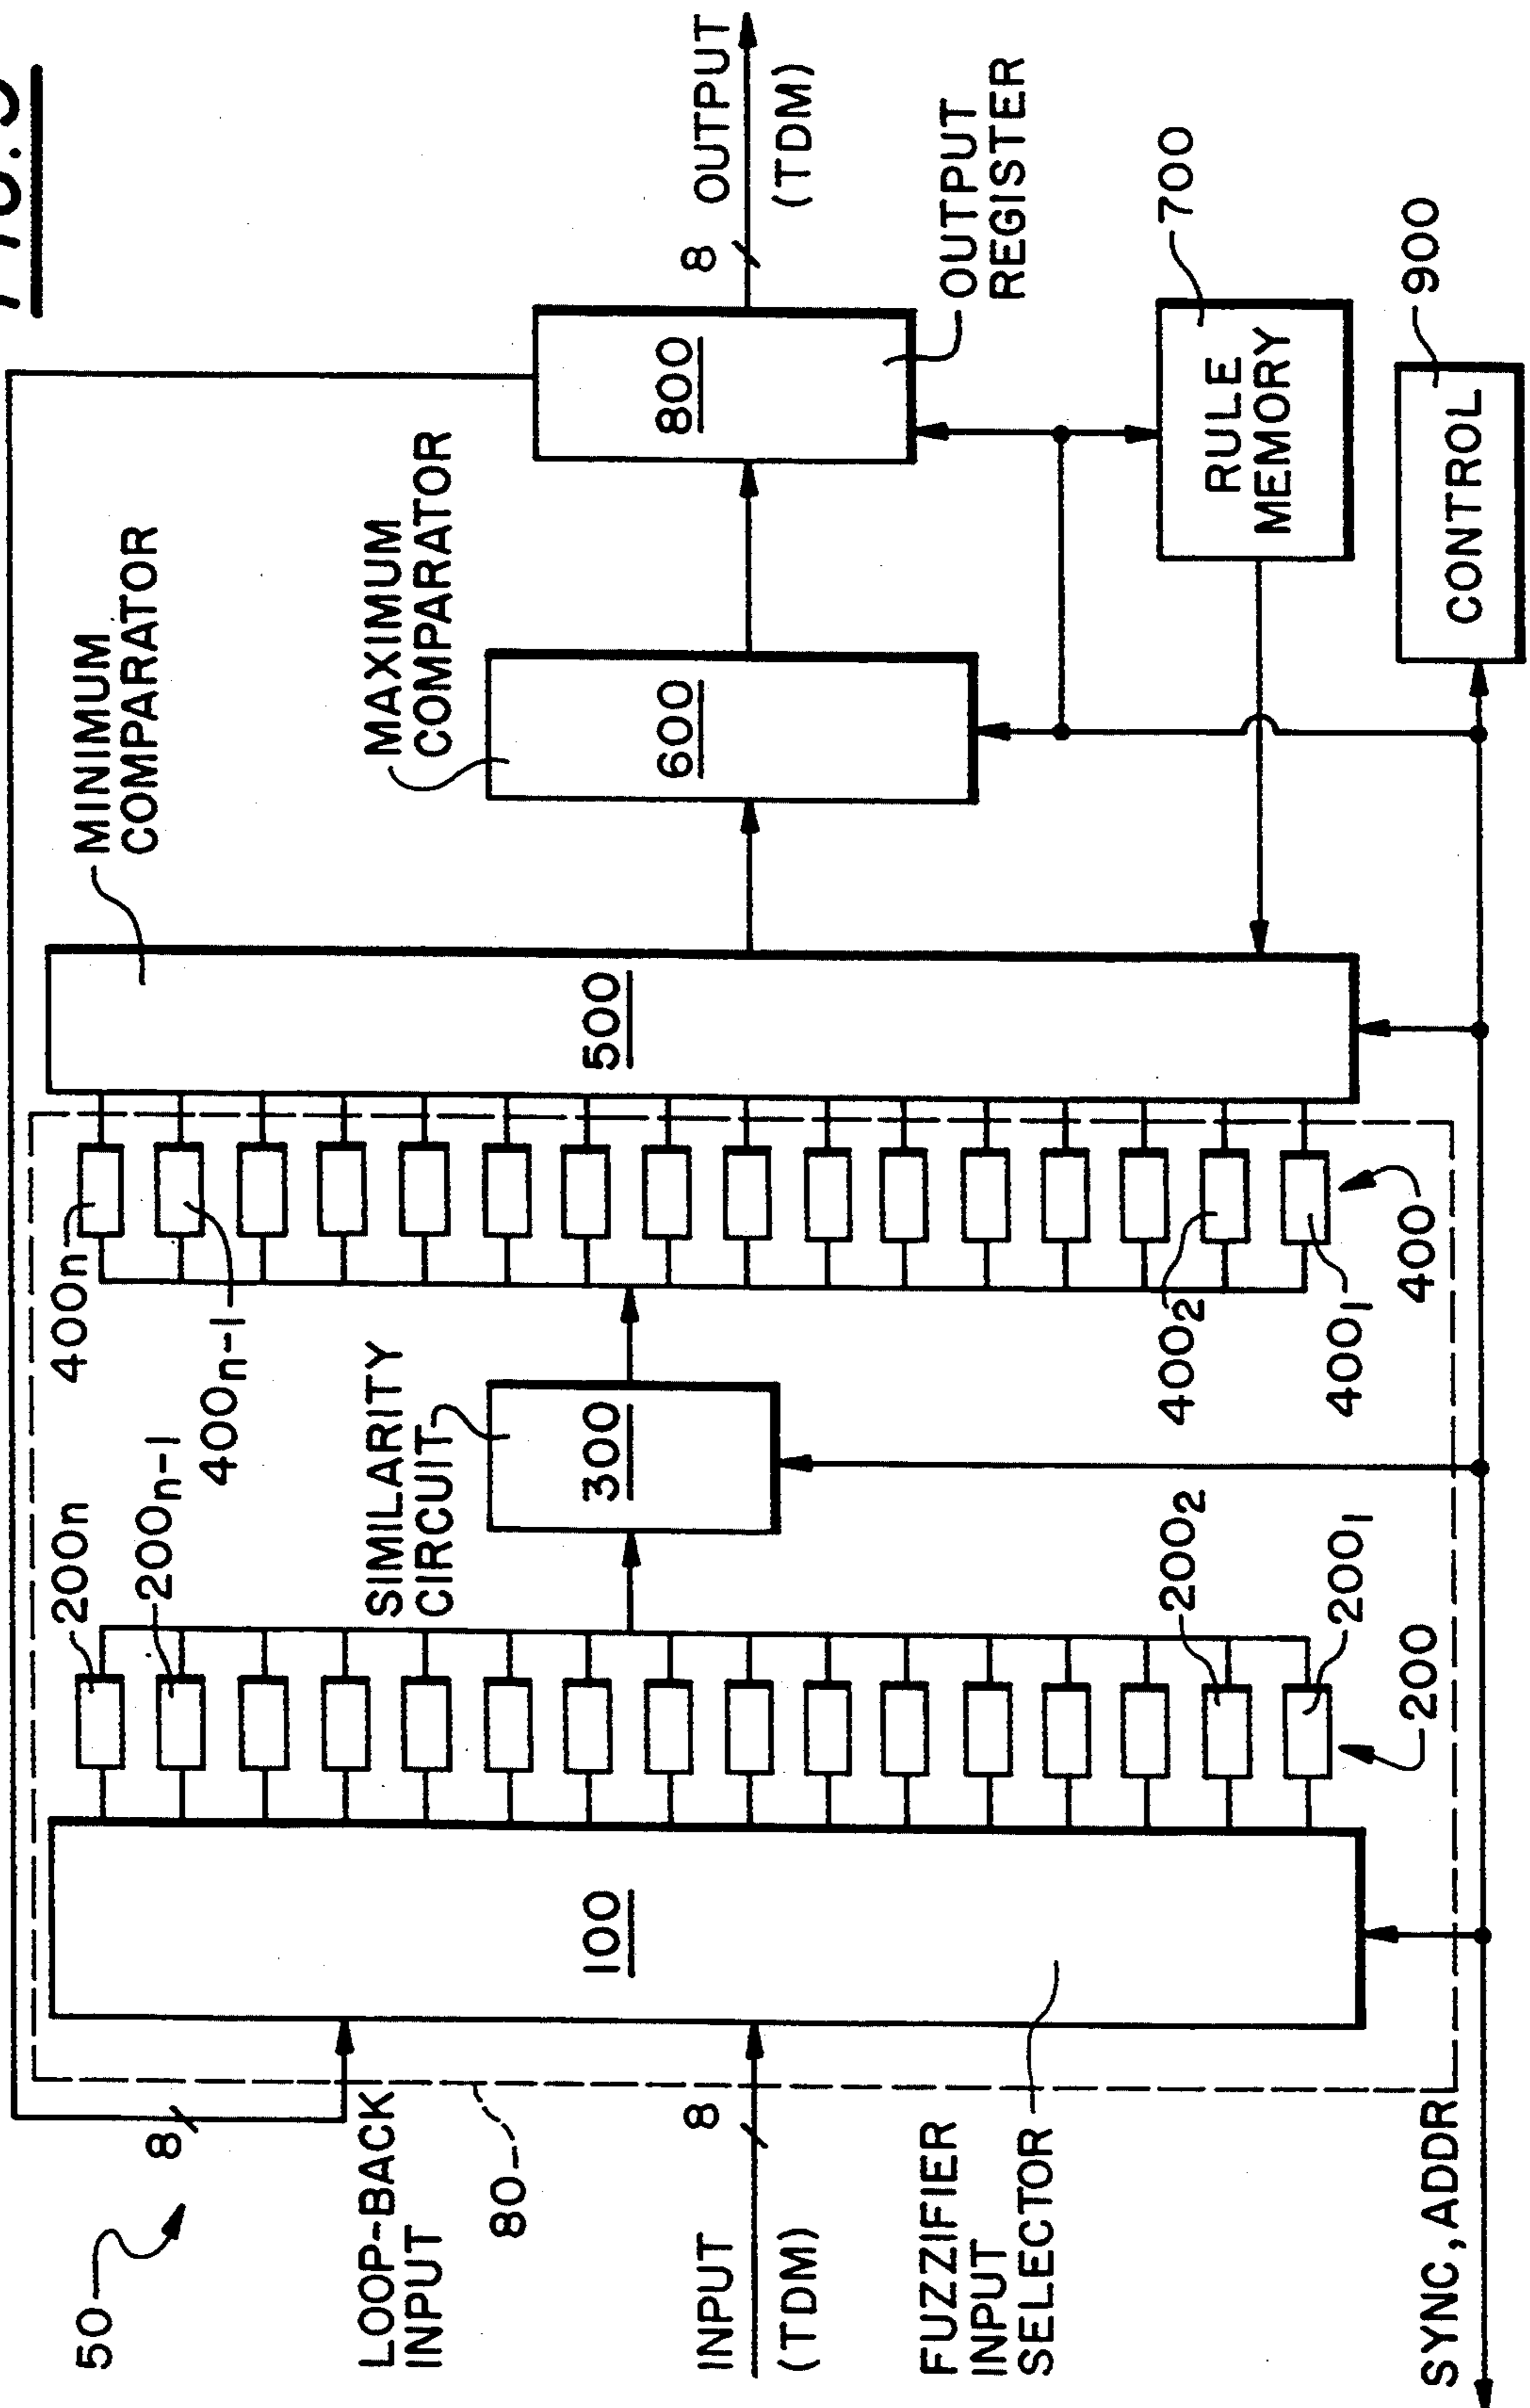 50
8
LOOP-BACK
INPUT
80
INPUT
8
(TDM)
FUZZIFIER
INPUT
SELECTOR
SYNC, ADDR
100
200n
200n-1
200₂
200₁
200
SIMILARITY
CIRCUIT
300
400n
400n-1
400₂
400₁
400
500
MINIMUM
COMPARATOR
MAXIMUM
COMPARATOR
600
800
8
OUTPUT
(TDM)
OUTPUT
REGISTER
RULE
MEMORY
700
CONTROL
900